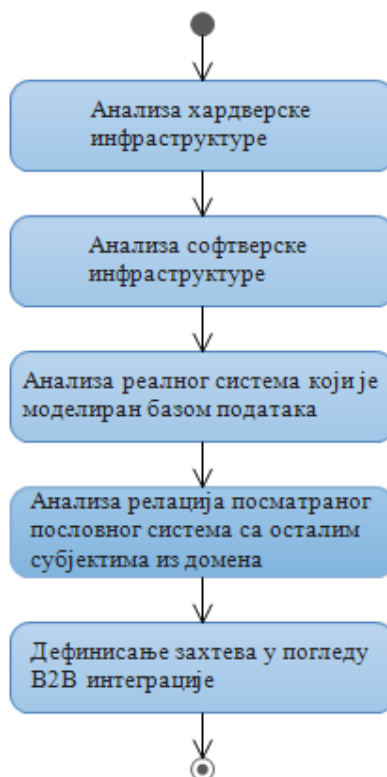 Анализа хардверске
инфраструктуре
Анализа софтверске
инфраструктуре
Анализа реалног система који је
моделиран базом података
Анализа релација посматраног
пословног система са осталим
субјектима из домена
Дефинисање захтева у погледу
B2B интеграције